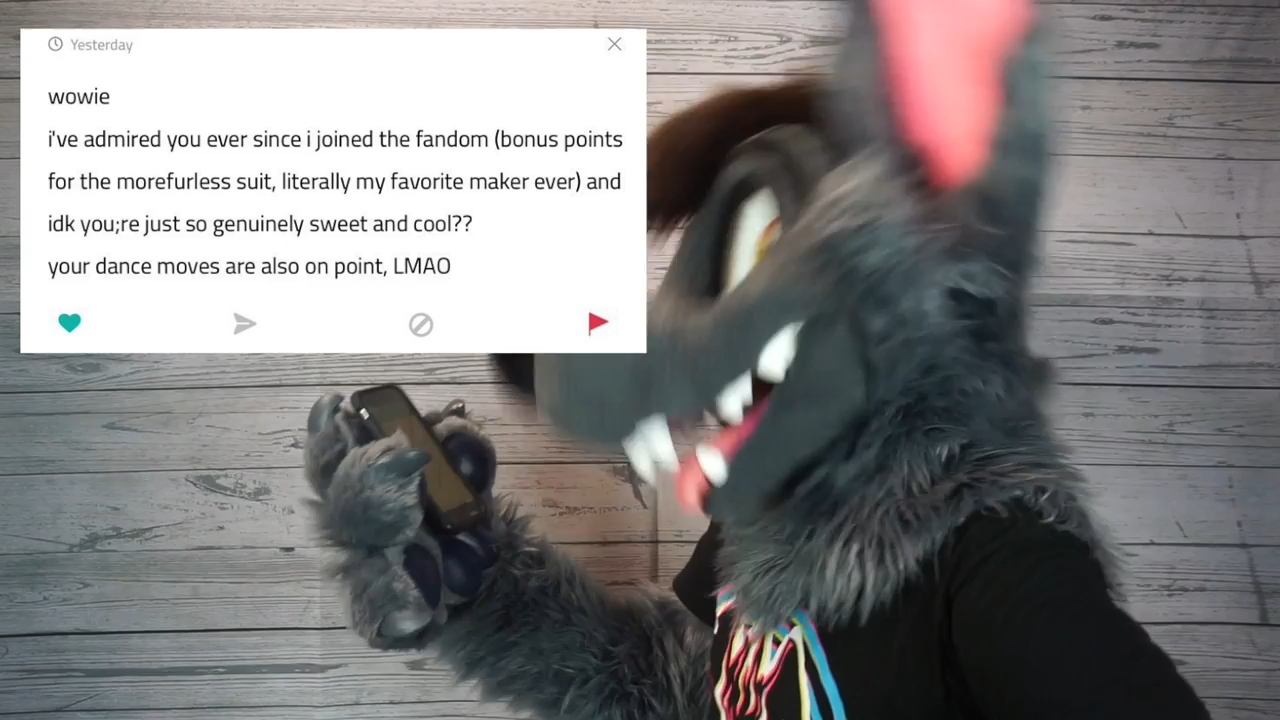 Yesterday
wowie
i've admired you ever since i joined the fandom (bonus points
for the morefurless suit, literally my favorite maker ever) and
idk you;re just so genuinely sweet and cool??
your dance moves are also on point, LMAO